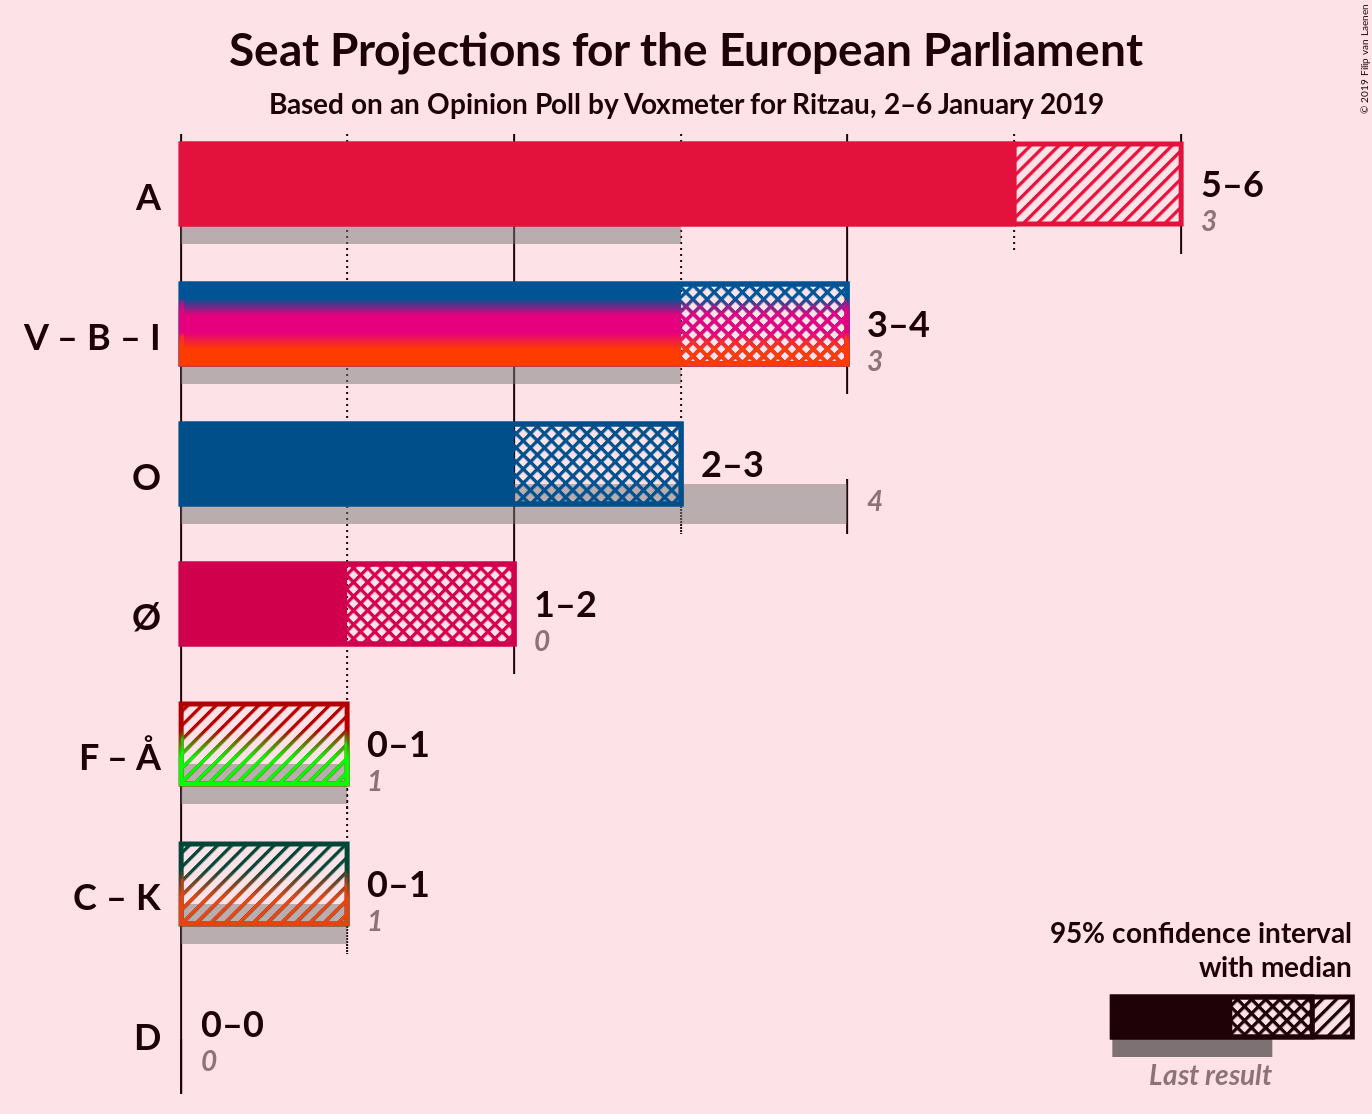 Seat Projections for the European Parliament
Based on an Opinion Poll by Voxmeter for Ritzau, 2–6 January 2019
© 2019 Filip van Laenen
A
5–6
3
V – B – I
3–4
3
O
2–3
4
Ø
1–2
0
F – Å
0–1
1
C – K
0–1
1
D
0–0
0
95% confidence interval
with median
Last result